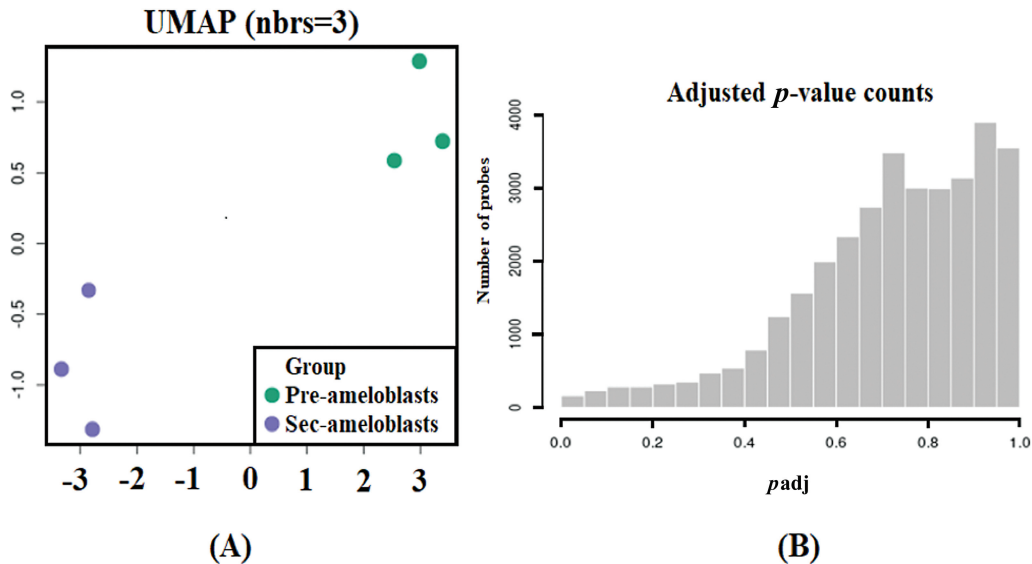 UMAP (nbrs=3)
1.0
0.5
0.0
-0.5
-1.0
Group
Pre-ameloblasts
Sec-ameloblasts
-3 -2 -1 0 1 2 3
(A)
Adjusted p-value counts
Number of probes
4000
3000
2000
1000
0
0.0 0.2 0.4 0.6 0.8 1.0
padj
(B)